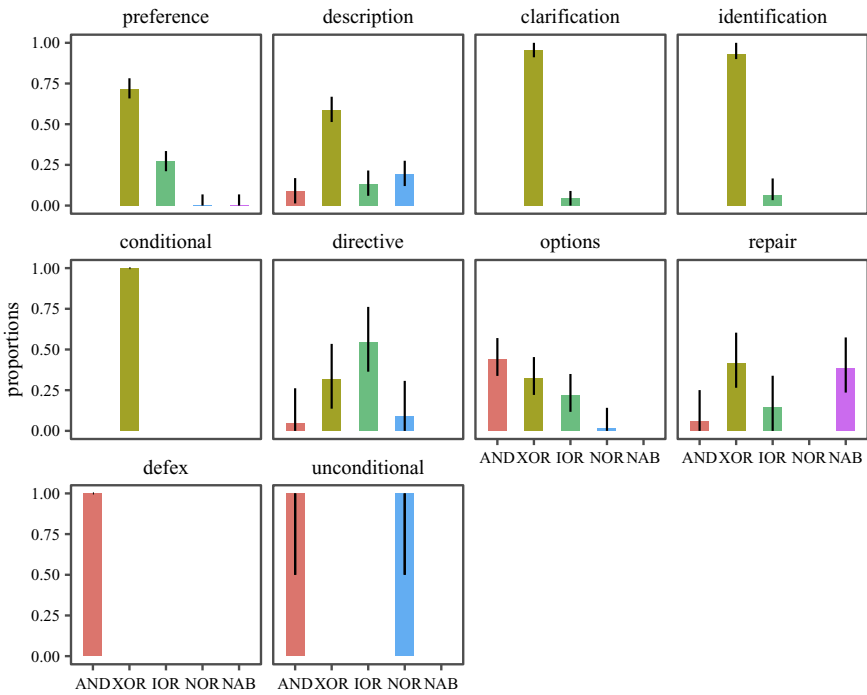 preference description clarification identification
1.00
0.75
0.50
0.25
0.00
conditional directive options repair
1.00
0.75
0.50
0.25
0.00
proportions
AND XOR IOR NOR NAB AND XOR IOR NOR NAB
defex unconditional
1.00
0.75
0.50
0.25
0.00
AND XOR IOR NOR NAB AND XOR IOR NOR NAB